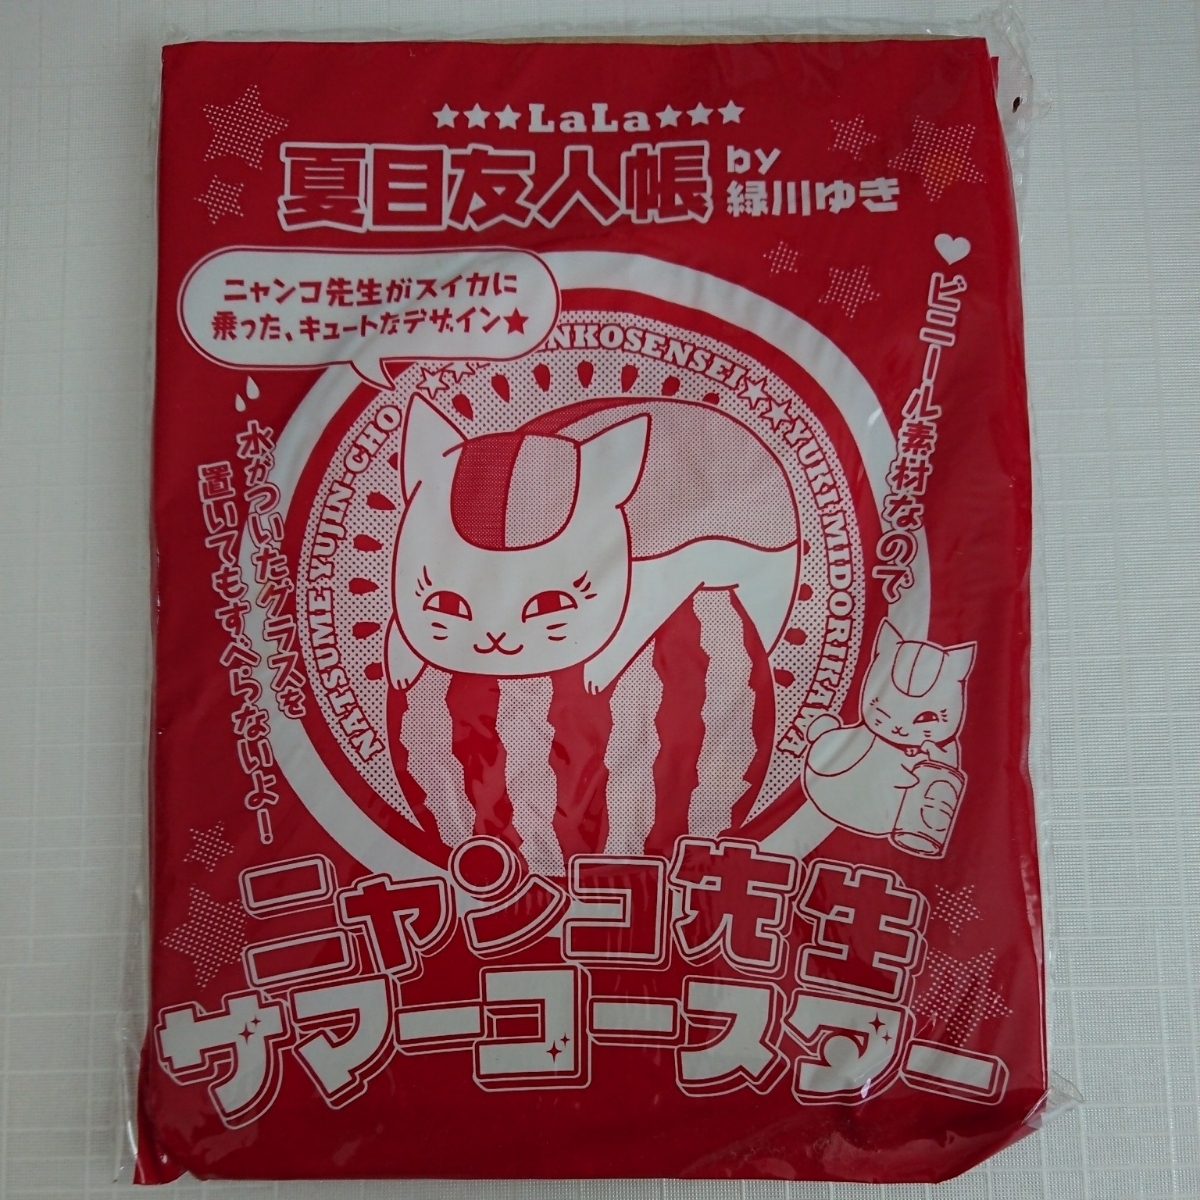 ★★★LaLa★★★
夏目友人帳
by
緑川ゆき
ニャンコ先生がスイカに
乗った、キュートなデザイン★
♥ビニール素材なので
水がついたグラスを
置いてもすべらないよ!
NATSUME YUJIN-CHO ★★
NKOSENSEI ★★ YUKI MIDORIKAWA
ニャンコ先生
サマーコースター